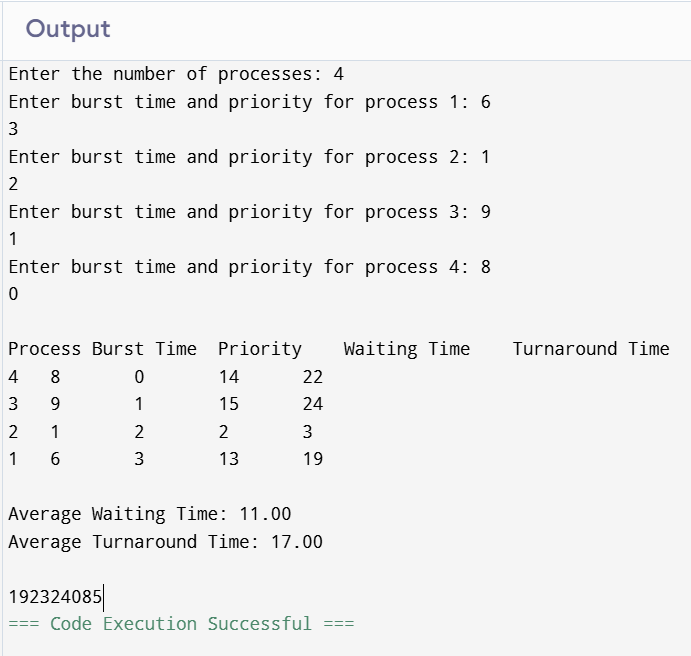 Output
Enter the number of processes: 4
Enter burst time and priority for process 1: 6
3
Enter burst time and priority for process 2: 1
2
Enter burst time and priority for process 3: 9
1
Enter burst time and priority for process 4: 8
0
Process Burst Time  Priority    Waiting Time    Turnaround Time
4   8       0       14      22
3   9       1       15      24
2   1       2       2       3
1   6       3       13      19
Average Waiting Time: 11.00
Average Turnaround Time: 17.00
192324085
=== Code Execution Successful ===